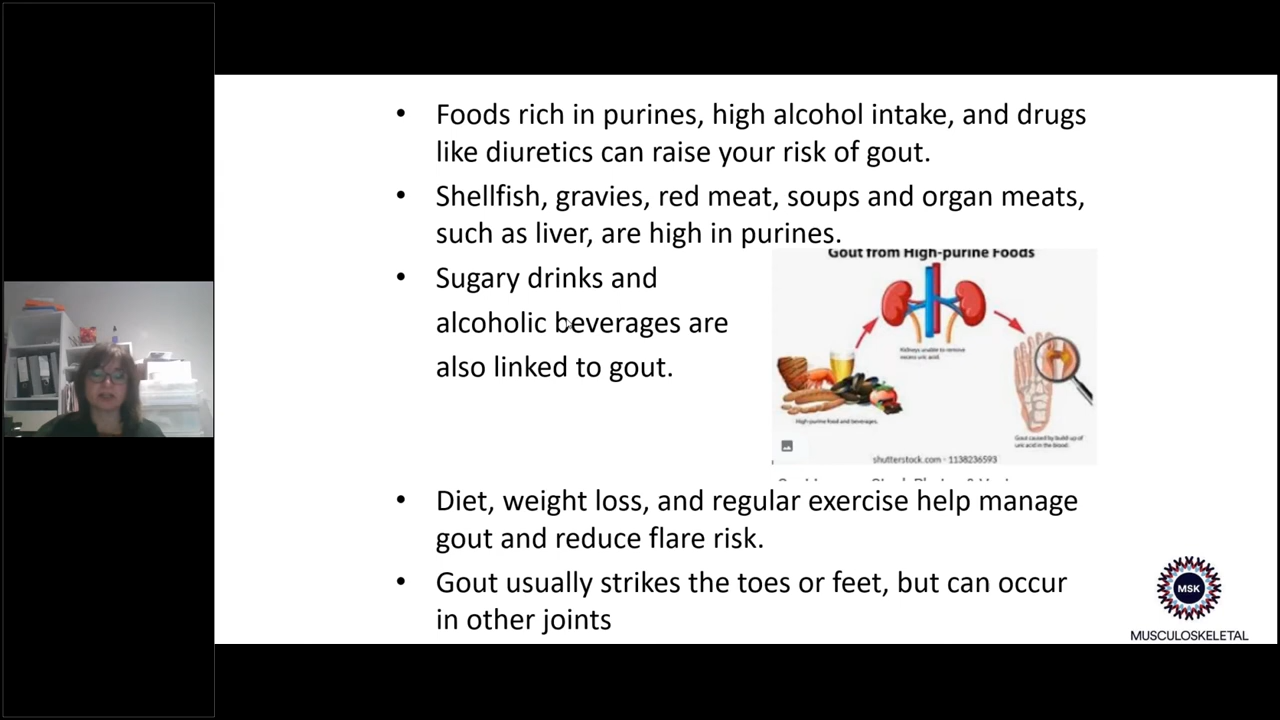 • Foods rich in purines, high alcohol intake, and drugs
like diuretics can raise your risk of gout.
• Shellfish, gravies, red meat, soups and organ meats,
such as liver, are high in purines.
• Sugary drinks and
alcoholic beverages are
also linked to gout.
Gout from High-purine Foods
Kidneys unable to remove
excess uric acid.
High-purine food and beverages.
Gout caused by build up of
uric acid in the blood.
shutterstock.com · 1138236593
• Diet, weight loss, and regular exercise help manage
gout and reduce flare risk.
• Gout usually strikes the toes or feet, but can occur
in other joints
MSK
MUSCULOSKELETAL